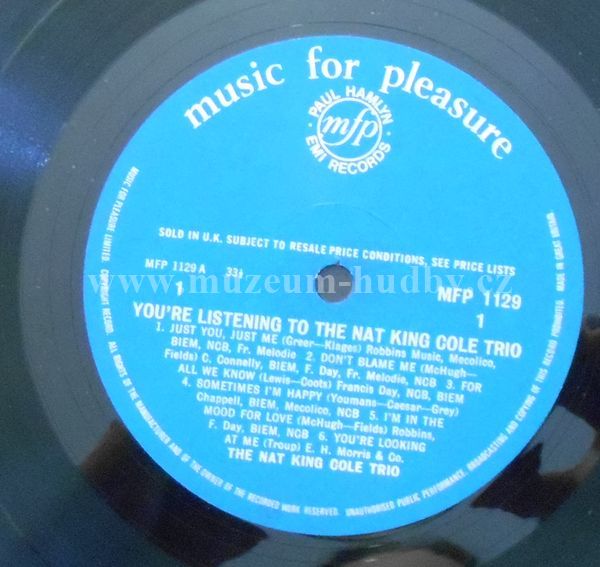 music for pleasure
PAUL HAMLYN
mfp
EMI RECORDS
SOLD IN U.K. SUBJECT TO RESALE PRICE CONDITIONS, SEE PRICE LISTS
MFP 1129 A 33⅓
1
MFP 1129
1
www.muzeum-hudby.cz
YOU'RE LISTENING TO THE NAT KING COLE TRIO
1. JUST YOU, JUST ME (Greer—Klages) Robbins Music, Mecolico,
BIEM, NCB, Fr. Melodie 2. DON'T BLAME ME (McHugh—
Fields) C. Connelly, BIEM, F. Day, Fr. Melodie, NCB 3. FOR
ALL WE KNOW (Lewis—Coots) Francis Day, NCB, BIEM
4. SOMETIMES I'M HAPPY (Youmans—Caesar—Grey)
Chappell, BIEM, Mecolico, NCB 5. I'M IN THE
MOOD FOR LOVE (McHugh—Fields) Robbins,
F. Day, BIEM, NCB 6. YOU'RE LOOKING
AT ME (Troup) E. H. Morris & Co.
THE NAT KING COLE TRIO
MUSIC FOR PLEASURE LIMITED. COPYRIGHT RECORD. ALL RIGHTS OF THE MANUFACTURER AND OF THE OWNER OF THE RECORDED WORK RESERVED. UNAUTHORISED PUBLIC PERFORMANCE, BROADCASTING AND COPYING OF THIS RECORD PROHIBITED. MADE IN GREAT BRITAIN